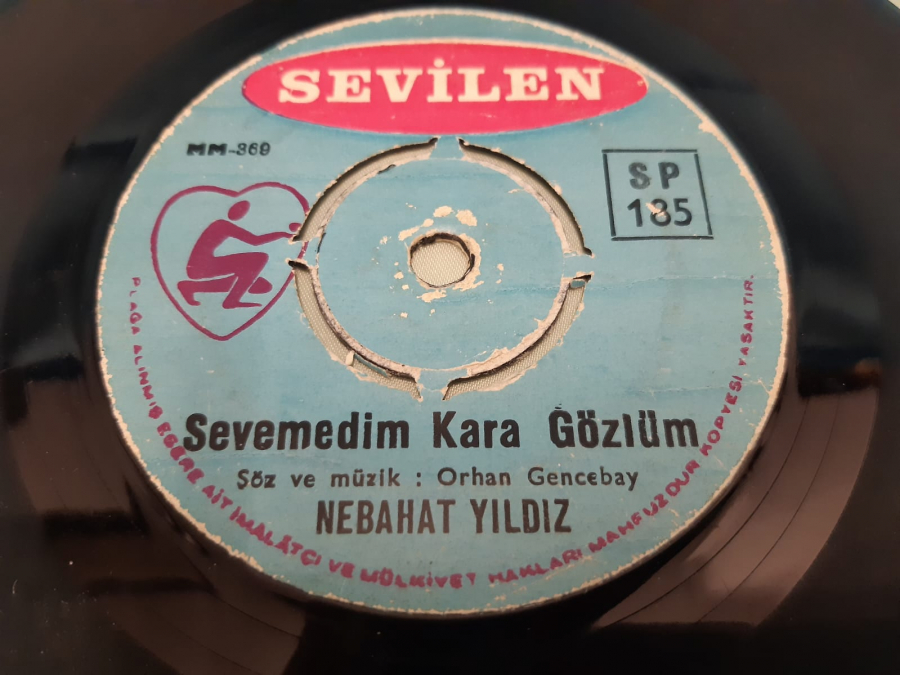 SEVİLEN
MM-369
SP
185
Sevemedim Kara Gözlüm
Söz ve müzik : Orhan Gencebay
NEBAHAT YILDIZ
PLAĞA ALINMIŞ ESERE AİT İMALÂTÇI VE MÜLKİYET HAKLARI MAHFUZDUR KOPYESİ YASAKTIR.